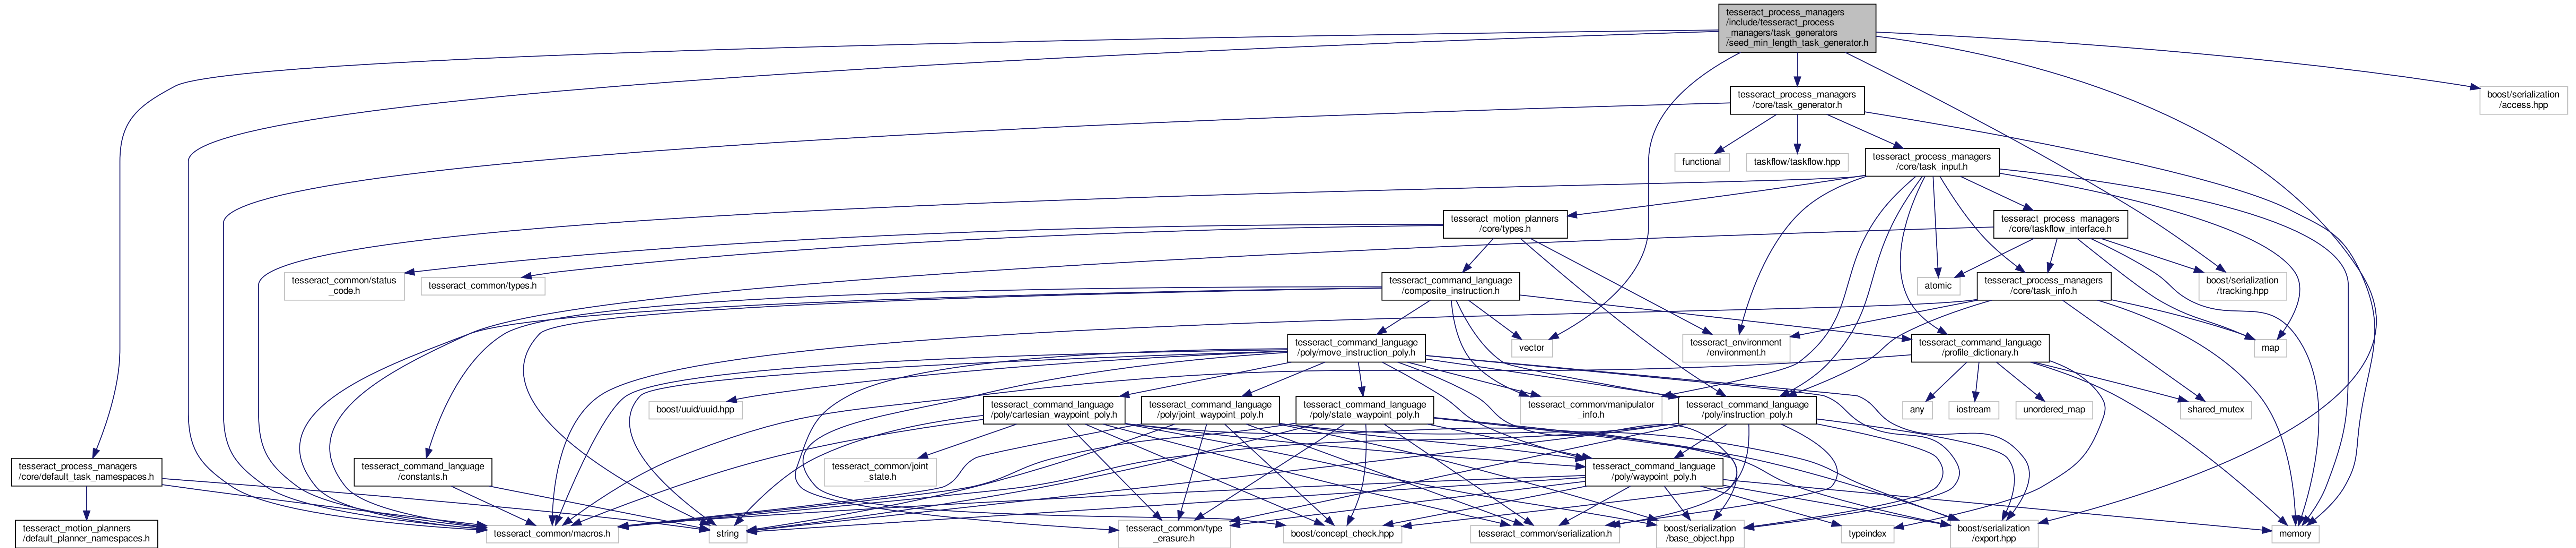 tesseract_process_managers
/include/tesseract_process
_managers/task_generators
/seed_min_length_task_generator.h
tesseract_process_managers
/core/task_generator.h
boost/serialization
/access.hpp
functional
taskflow/taskflow.hpp
tesseract_process_managers
/core/task_input.h
tesseract_motion_planners
/core/types.h
tesseract_process_managers
/core/taskflow_interface.h
tesseract_common/status
_code.h
tesseract_common/types.h
tesseract_command_language
/composite_instruction.h
atomic
tesseract_process_managers
/core/task_info.h
boost/serialization
/tracking.hpp
tesseract_command_language
/poly/move_instruction_poly.h
vector
tesseract_environment
/environment.h
tesseract_command_language
/profile_dictionary.h
map
boost/uuid/uuid.hpp
tesseract_command_language
/poly/cartesian_waypoint_poly.h
tesseract_command_language
/poly/joint_waypoint_poly.h
tesseract_command_language
/poly/state_waypoint_poly.h
tesseract_common/manipulator
_info.h
tesseract_command_language
/poly/instruction_poly.h
any
iostream
unordered_map
shared_mutex
tesseract_process_managers
/core/default_task_namespaces.h
tesseract_command_language
/constants.h
tesseract_common/joint
_state.h
tesseract_command_language
/poly/waypoint_poly.h
tesseract_motion_planners
/default_planner_namespaces.h
tesseract_common/macros.h
string
tesseract_common/type
_erasure.h
boost/concept_check.hpp
tesseract_common/serialization.h
boost/serialization
/base_object.hpp
typeindex
boost/serialization
/export.hpp
memory